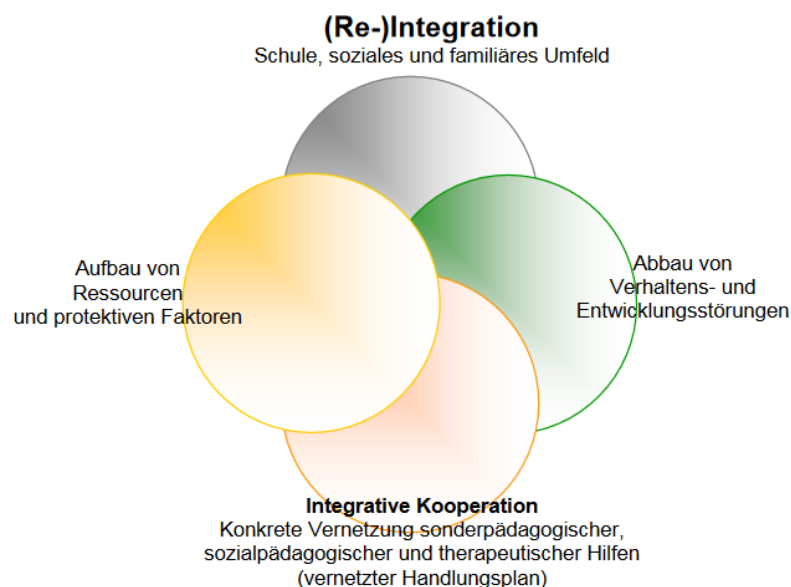 (Re-)Integration
Schule, soziales und familiäres Umfeld
Aufbau von
Ressourcen
und protektiven Faktoren
Abbau von
Verhaltens- und
Entwicklungsstörungen
Integrative Kooperation
Konkrete Vernetzung sonderpädagogischer,
sozialpädagogischer und therapeutischer Hilfen
(vernetzter Handlungsplan)